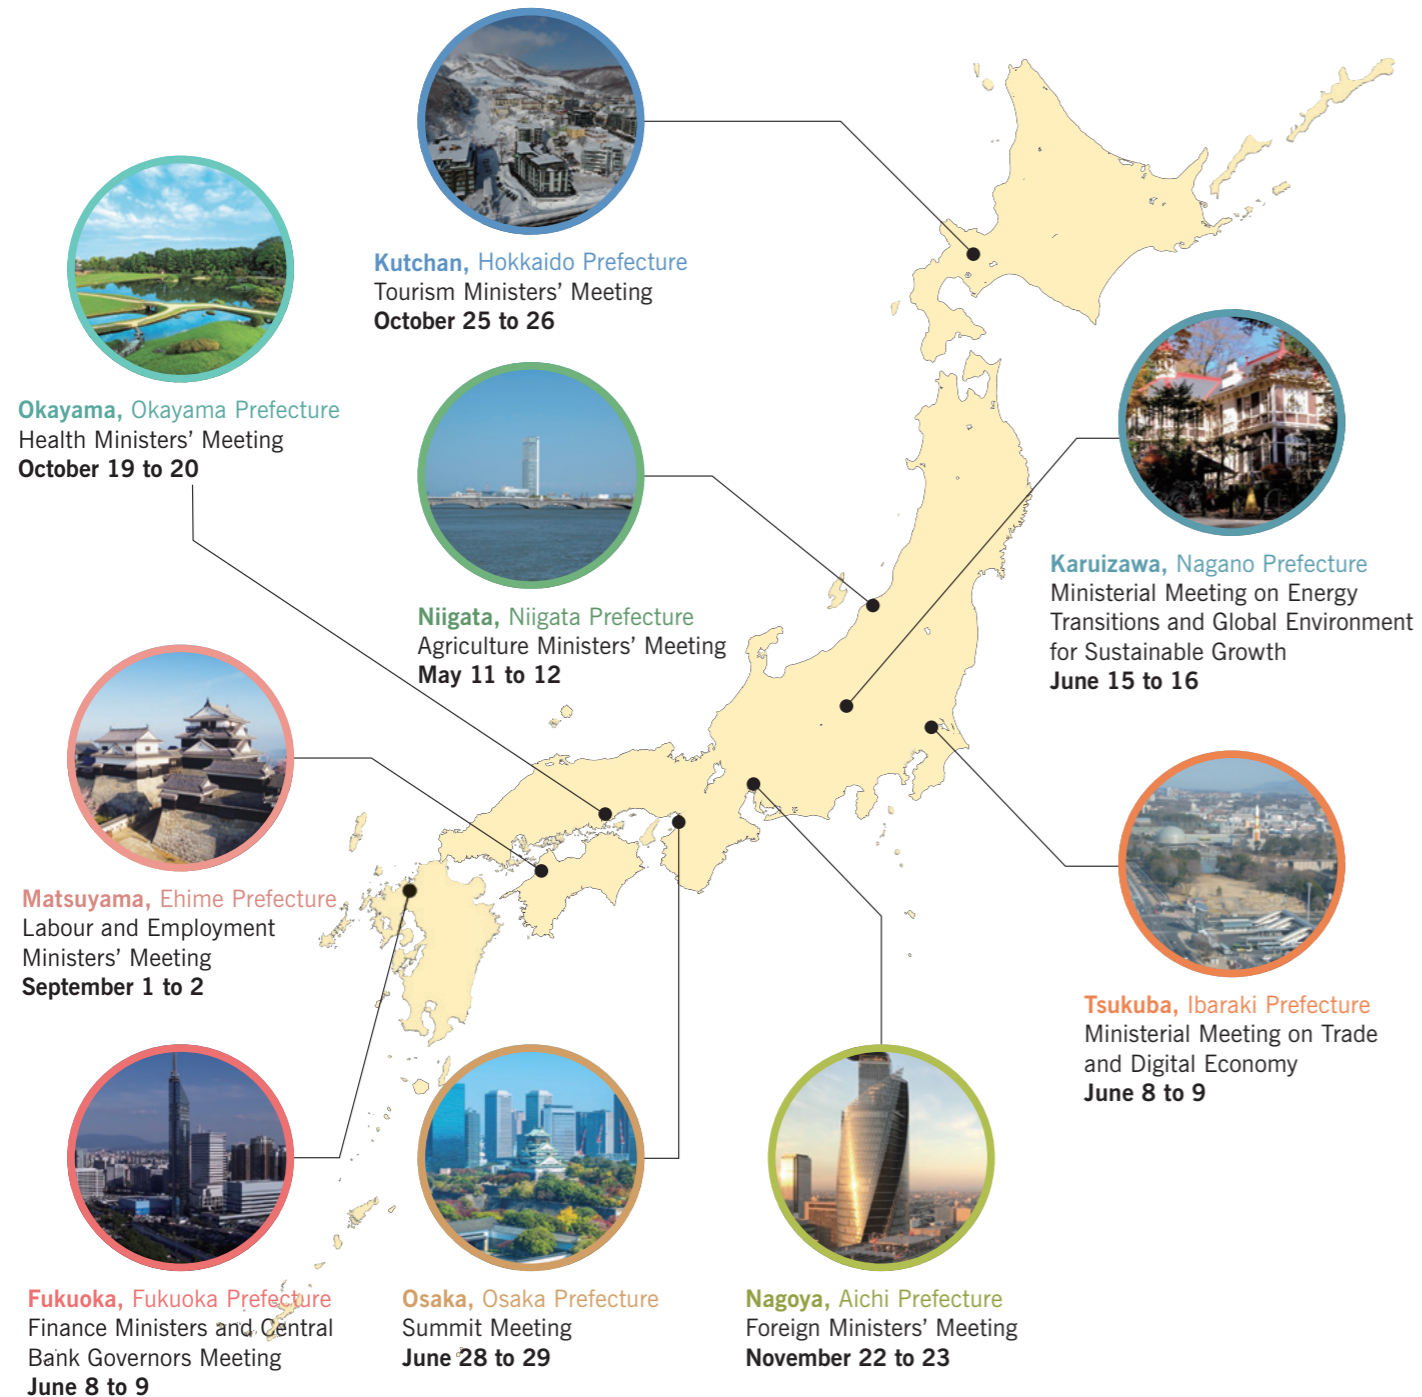 Kutchan, Hokkaido Prefecture
Tourism Ministers’ Meeting
October 25 to 26
Okayama, Okayama Prefecture
Health Ministers’ Meeting
October 19 to 20
Niigata, Niigata Prefecture
Agriculture Ministers’ Meeting
May 11 to 12
Karuizawa, Nagano Prefecture
Ministerial Meeting on Energy
Transitions and Global Environment
for Sustainable Growth
June 15 to 16
Matsuyama, Ehime Prefecture
Labour and Employment
Ministers’ Meeting
September 1 to 2
Tsukuba, Ibaraki Prefecture
Ministerial Meeting on Trade
and Digital Economy
June 8 to 9
Fukuoka, Fukuoka Prefecture
Finance Ministers and Central
Bank Governors Meeting
June 8 to 9
Osaka, Osaka Prefecture
Summit Meeting
June 28 to 29
Nagoya, Aichi Prefecture
Foreign Ministers’ Meeting
November 22 to 23